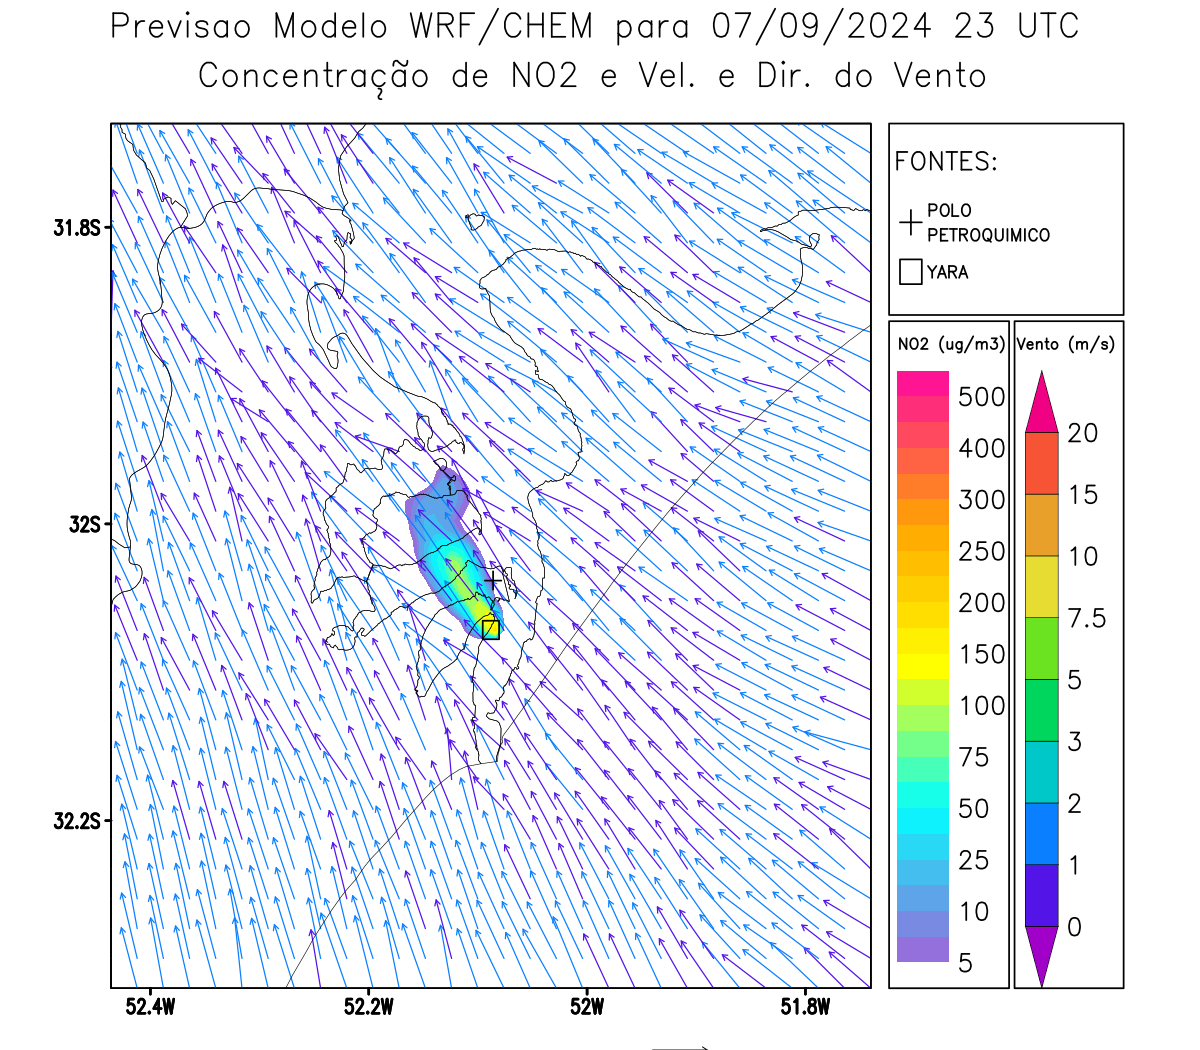 Previsao Modelo WRF/CHEM para 07/09/2024 23 UTC
Concentração de NO2 e Vel. e Dir. do Vento
FONTES:
POLO
PETROQUIMICO
YARA
31.8S
32S
32.2S
52.4W
52.2W
52W
51.8W
NO2 (ug/m3)
500
400
300
250
200
150
100
75
50
25
10
5
Vento (m/s)
20
15
10
7.5
5
3
2
1
0